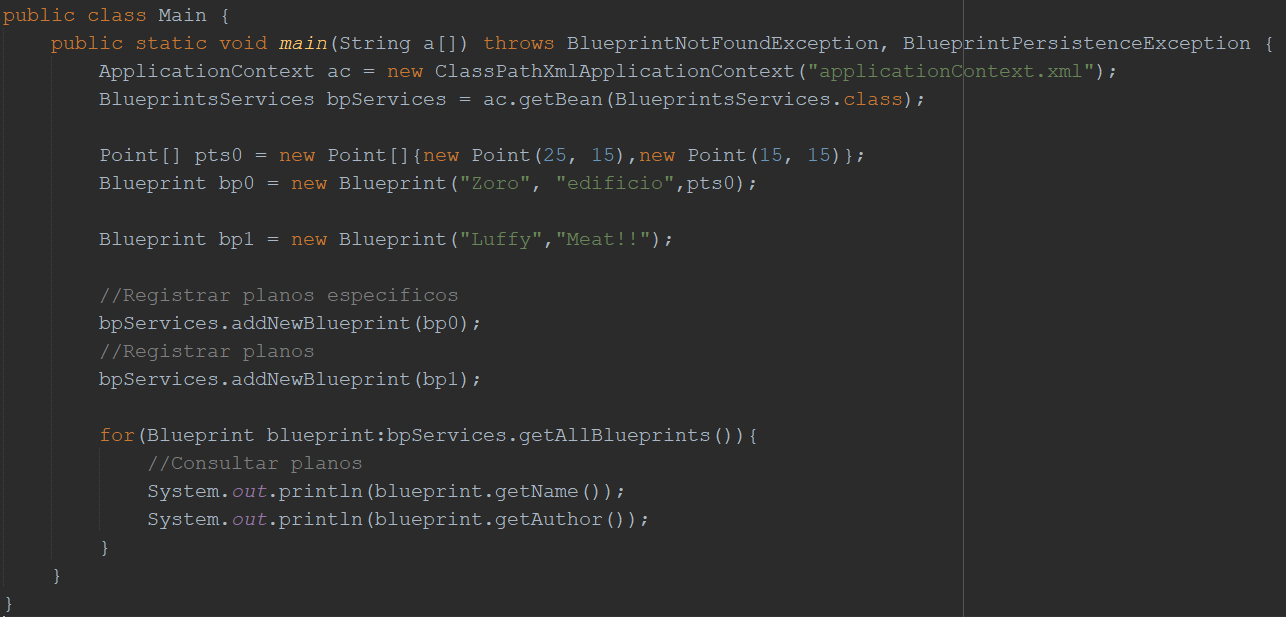 public class Main {
    public static void main(String a[]) throws BlueprintNotFoundException, BlueprintPersistenceException {
        ApplicationContext ac = new ClassPathXmlApplicationContext("applicationContext.xml");
        BlueprintsServices bpServices = ac.getBean(BlueprintsServices.class);
        Point[] pts0 = new Point[]{new Point(25, 15),new Point(15, 15)};
        Blueprint bp0 = new Blueprint("Zoro", "edificio",pts0);
        Blueprint bp1 = new Blueprint("Luffy","Meat!!");
        //Registrar planos especificos
        bpServices.addNewBlueprint(bp0);
        //Registrar planos
        bpServices.addNewBlueprint(bp1);
        for(Blueprint blueprint:bpServices.getAllBlueprints()){
            //Consultar planos
            System.out.println(blueprint.getName());
            System.out.println(blueprint.getAuthor());
        }
    }
}